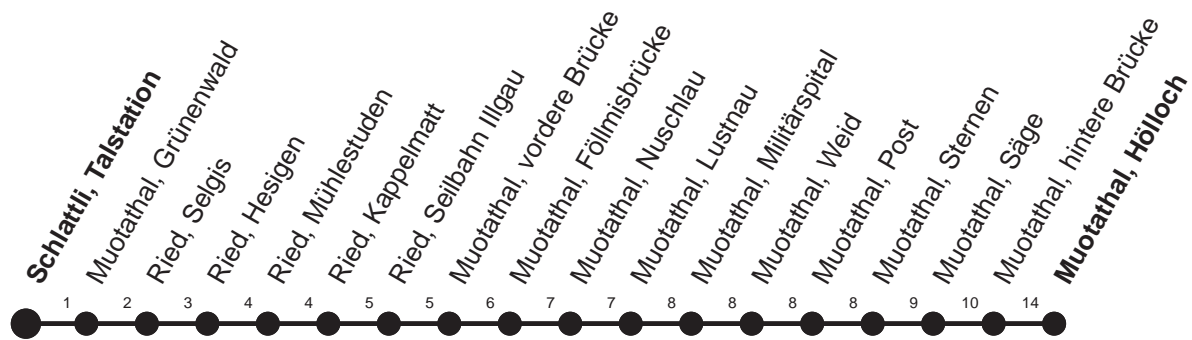 Schlattli, Talstation
Muotathal, Grünenwald
Ried, Selgis
Ried, Hesigen
Ried, Mühlestuden
Ried, Kappelmatt
Ried, Seilbahn Illgau
Muotathal, vordere Brücke
Muotathal, Föllmisbrücke
Muotathal, Nuschlau
Muotathal, Lustnau
Muotathal, Militärspital
Muotathal, Weid
Muotathal, Post
Muotathal, Sternen
Muotathal, Säge
Muotathal, hintere Brücke
Muotathal, Hölloch
1 2 3 4 4 5 5 6 7 7 8 8 8 8 9 10 14